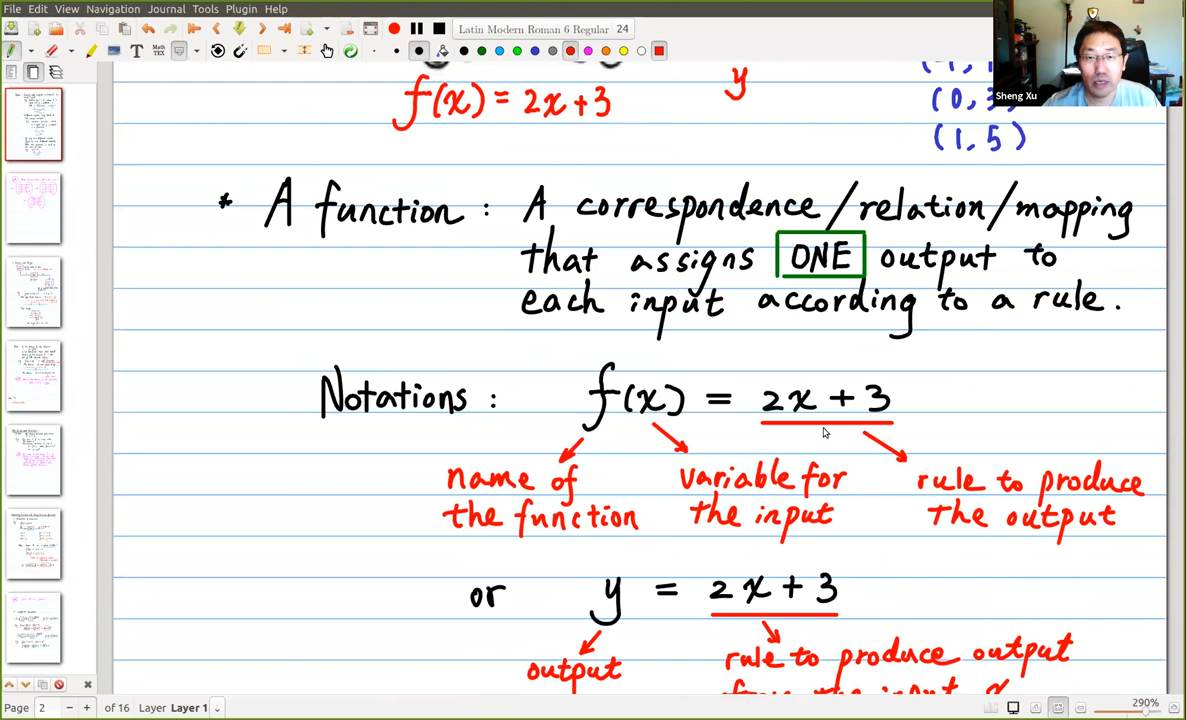 File Edit View Navigation Journal Tools Plugin Help
Latin Modern Roman 6 Regular 24
Sheng Xu
f(x) = 2x+3
y
(0, 3
(1, 5)
* A function : A correspondence/relation/mapping
that assigns ONE output to
each input according to a rule.
Notations : f(x) = 2x + 3
name of
the function
variable for
the input
rule to produce
the output
or y = 2x + 3
output
rule to produce output
from the input x
Page 2 of 16 Layer Layer 1
290%